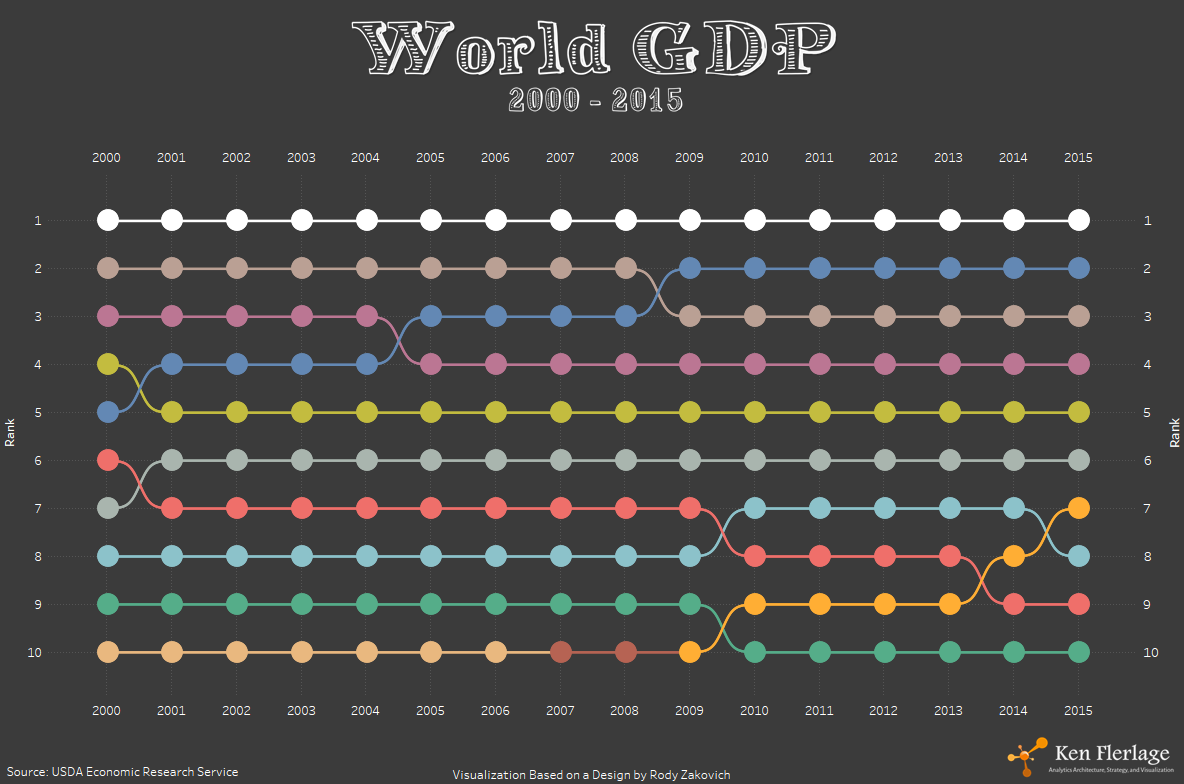 World GDP
2000 - 2015
2000 2001 2002 2003 2004 2005 2006 2007 2008 2009 2010 2011 2012 2013 2014 2015
1 1
2 2
3 3
4 4
5 5
Rank Rank
6 6
7 7
8 8
9 9
10 10
2000 2001 2002 2003 2004 2005 2006 2007 2008 2009 2010 2011 2012 2013 2014 2015
Ken Flerlage
Analytics Architecture, Strategy, and Visualization
Source: USDA Economic Research Service
Visualization Based on a Design by Rody Zakovich